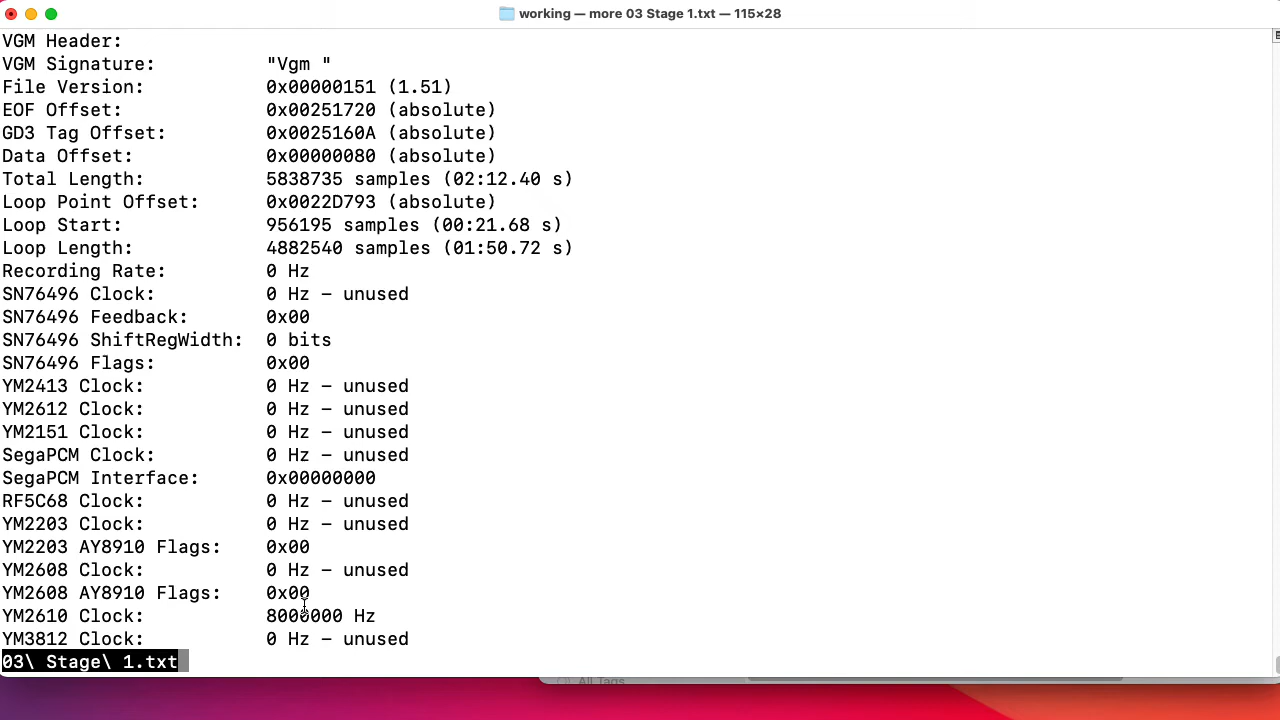 working — more 03 Stage 1.txt — 115×28
VGM Header:
VGM Signature: "Vgm "
File Version: 0x00000151 (1.51)
EOF Offset: 0x00251720 (absolute)
GD3 Tag Offset: 0x0025160A (absolute)
Data Offset: 0x00000080 (absolute)
Total Length: 5838735 samples (02:12.40 s)
Loop Point Offset: 0x0022D793 (absolute)
Loop Start: 956195 samples (00:21.68 s)
Loop Length: 4882540 samples (01:50.72 s)
Recording Rate: 0 Hz
SN76496 Clock: 0 Hz – unused
SN76496 Feedback: 0x00
SN76496 ShiftRegWidth: 0 bits
SN76496 Flags: 0x00
YM2413 Clock: 0 Hz – unused
YM2612 Clock: 0 Hz – unused
YM2151 Clock: 0 Hz – unused
SegaPCM Clock: 0 Hz – unused
SegaPCM Interface: 0x00000000
RF5C68 Clock: 0 Hz – unused
YM2203 Clock: 0 Hz – unused
YM2203 AY8910 Flags: 0x00
YM2608 Clock: 0 Hz – unused
YM2608 AY8910 Flags: 0x00
YM2610 Clock: 8000000 Hz
YM3812 Clock: 0 Hz – unused
03\ Stage\ 1.txt
All Tags